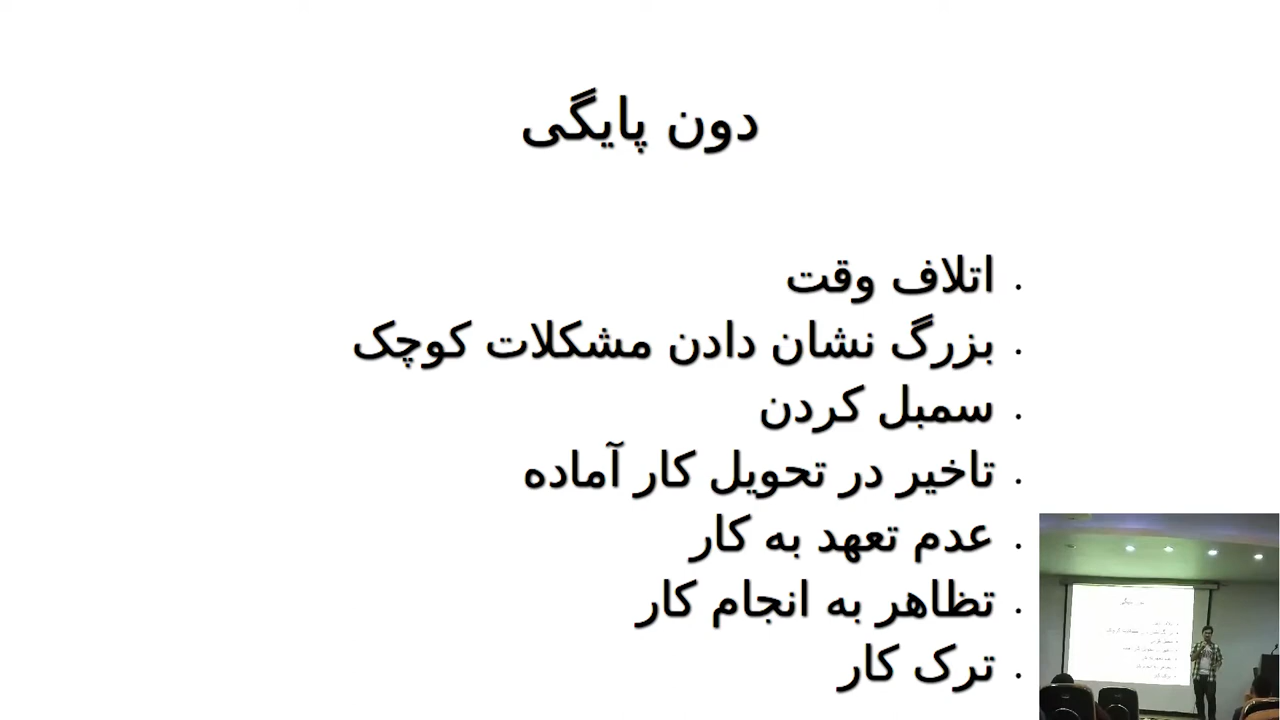 دون پایگی
. اتلاف وقت
. بزرگ نشان دادن مشکلات کوچک
. سمبل کردن
. تاخیر در تحویل کار آماده
. عدم تعهد به کار
. تظاهر به انجام کار
. ترک کار